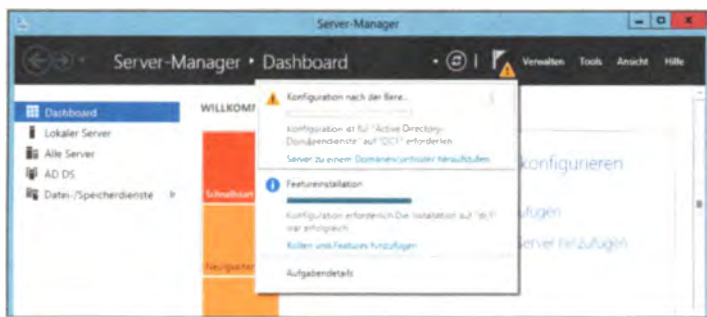 Server-Manager
Server-Manager • Dashboard
Verwalten Tools Ansicht Hilfe
Dashboard
Lokaler Server
Alle Server
AD DS
Datei-/Speicherdienste
WILLKOMM
Schnellstart
Neuigkeiten
Konfiguration nach der Bere...
Konfiguration ist für "Active Directory-
Domänendienste" auf "DC1" erforderlich
Server zu einem Domänencontroller heraufstufen
Featureinstallation
Konfiguration erforderlich. Die Installation auf "dc1"
war erfolgreich.
Rollen und Features hinzufügen
Aufgabendetails
konfigurieren
ufügen
Server hinzufügen